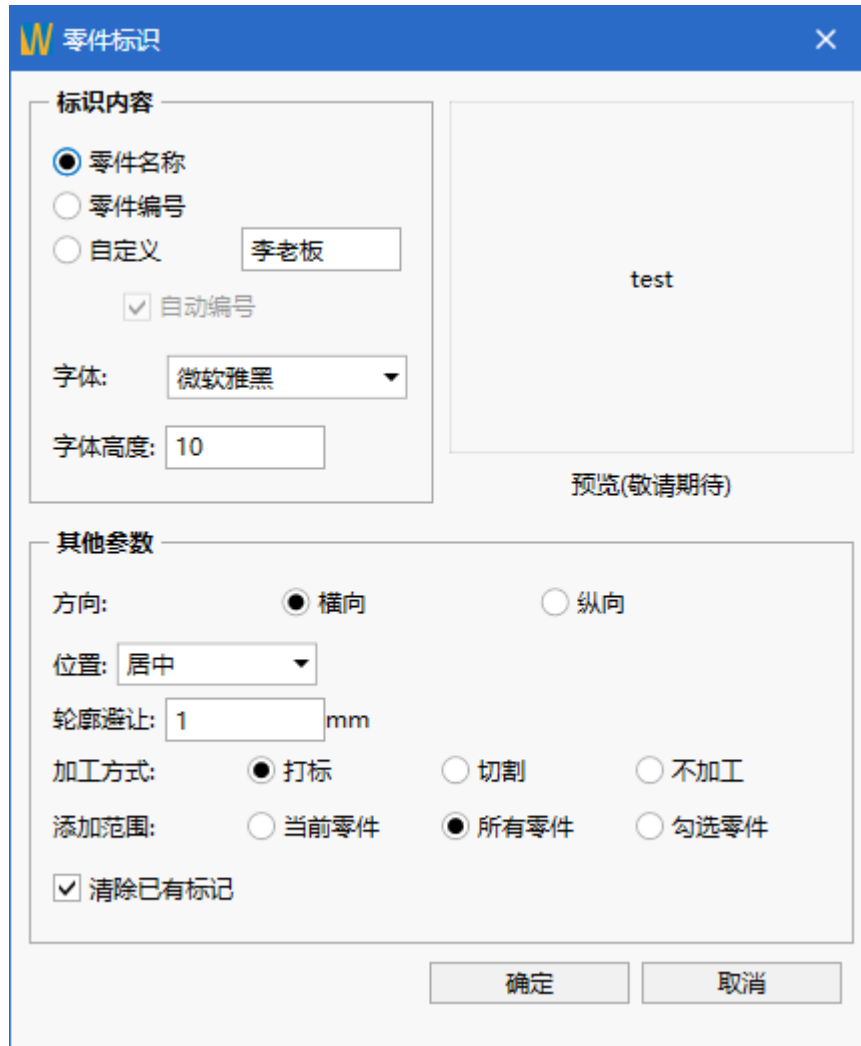 零件标识
标识内容
零件名称
零件编号
自定义 李老板
自动编号
字体: 微软雅黑
字体高度: 10
test
预览(敬请期待)
其他参数
方向: 横向 纵向
位置: 居中
轮廓避让: 1 mm
加工方式: 打标 切割 不加工
添加范围: 当前零件 所有零件 勾选零件
清除已有标记
确定 取消